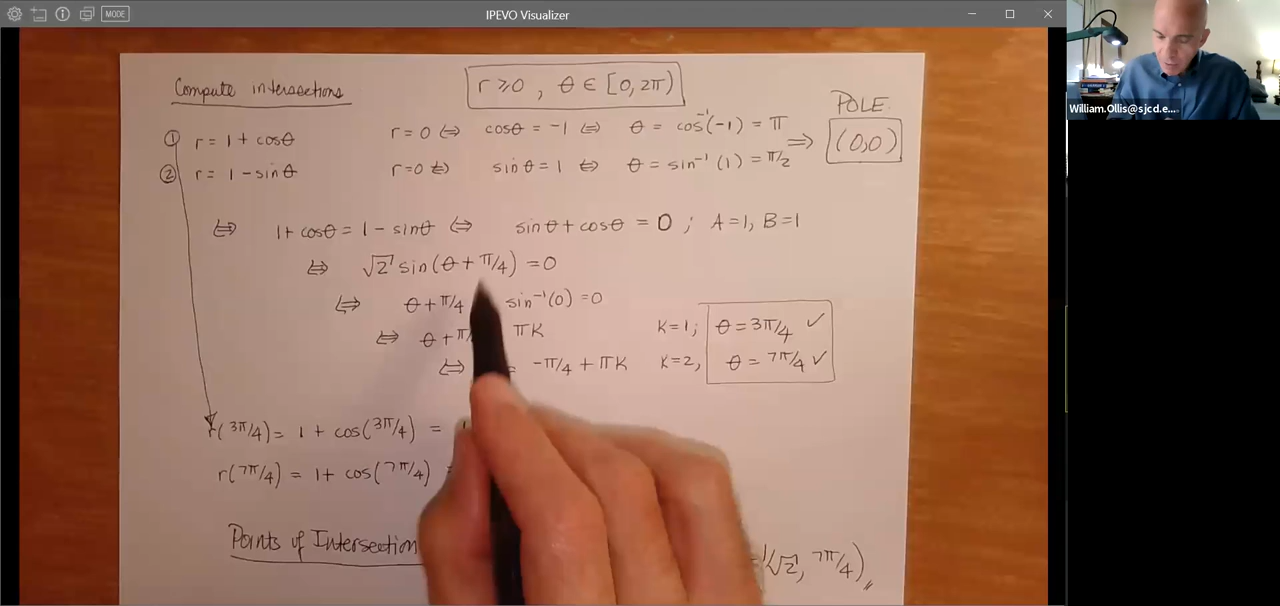 IPEVO Visualizer
MODE
William.Ollis@sjcd.e...
Compute intersections
r ≥ 0 , θ ∈ [0, 2π)
POLE
(0,0)
① r = 1 + cosθ r = 0 ⇔ cosθ = -1 ⇔ θ = cos⁻¹(-1) = π ⇒
② r = 1 - sinθ r = 0 ⇔ sinθ = 1 ⇔ θ = sin⁻¹(1) = π/2
⇔ 1 + cosθ = 1 - sinθ ⇔ sinθ + cosθ = 0 ; A = 1, B = 1
⇔ √2 sin(θ + π/4) = 0
⇔ θ + π/4 sin⁻¹(0) = 0
⇔ θ + π/ πK K=1; θ = 3π/4 ✓
⇔ = -π/4 + πK K=2, θ = 7π/4 ✓
r(3π/4) = 1 + cos(3π/4) =
r(7π/4) = 1 + cos(7π/4)
Points of Intersection
√2, 7π/4)